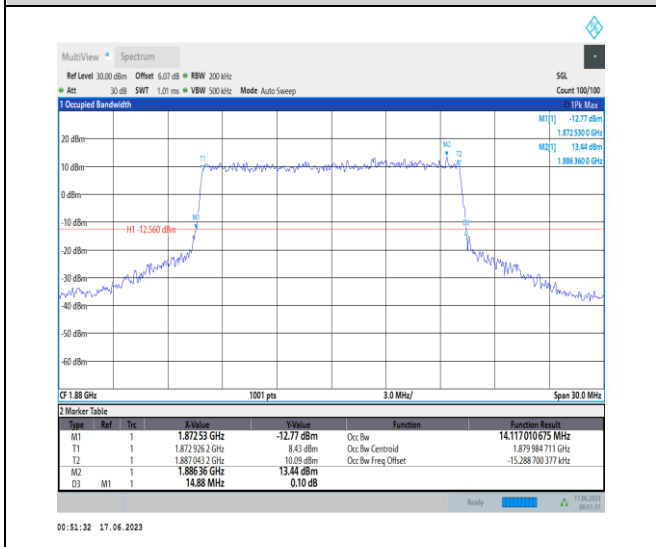 MultiView Spectrum
Ref Level 30.00 dBm Offset 6.07 dB RBW 200 kHz SGL
Att 30 dB SWT 1.01 ms VBW 500 kHz Mode Auto Sweep Count 100/100
1 Occupied Bandwidth 1Pk Max
M1[1] -12.77 dBm
1.872 530 0 GHz
M2[1] 13.44 dBm
1.886 360 0 GHz
20 dBm
M2
T1 T2
10 dBm
0 dBm
-10 dBm
M1 D3
H1 -12.560 dBm
-20 dBm
-30 dBm
-40 dBm
-50 dBm
-60 dBm
CF 1.88 GHz 1001 pts 3.0 MHz/ Span 30.0 MHz
2 Marker Table
Type Ref Trc X-Value Y-Value Function Function Result
M1 1 1.87253 GHz -12.77 dBm Occ Bw 14.117010675 MHz
T1 1 1.872 926 2 GHz 8.43 dBm Occ Bw Centroid 1.879 984 711 GHz
T2 1 1.887 043 2 GHz 10.09 dBm Occ Bw Freq Offset -15.288 700 377 kHz
M2 1 1.88636 GHz 13.44 dBm
D3 M1 1 14.88 MHz 0.10 dB
Ready 17.06.2023
00:51:31
00:51:32 17.06.2023